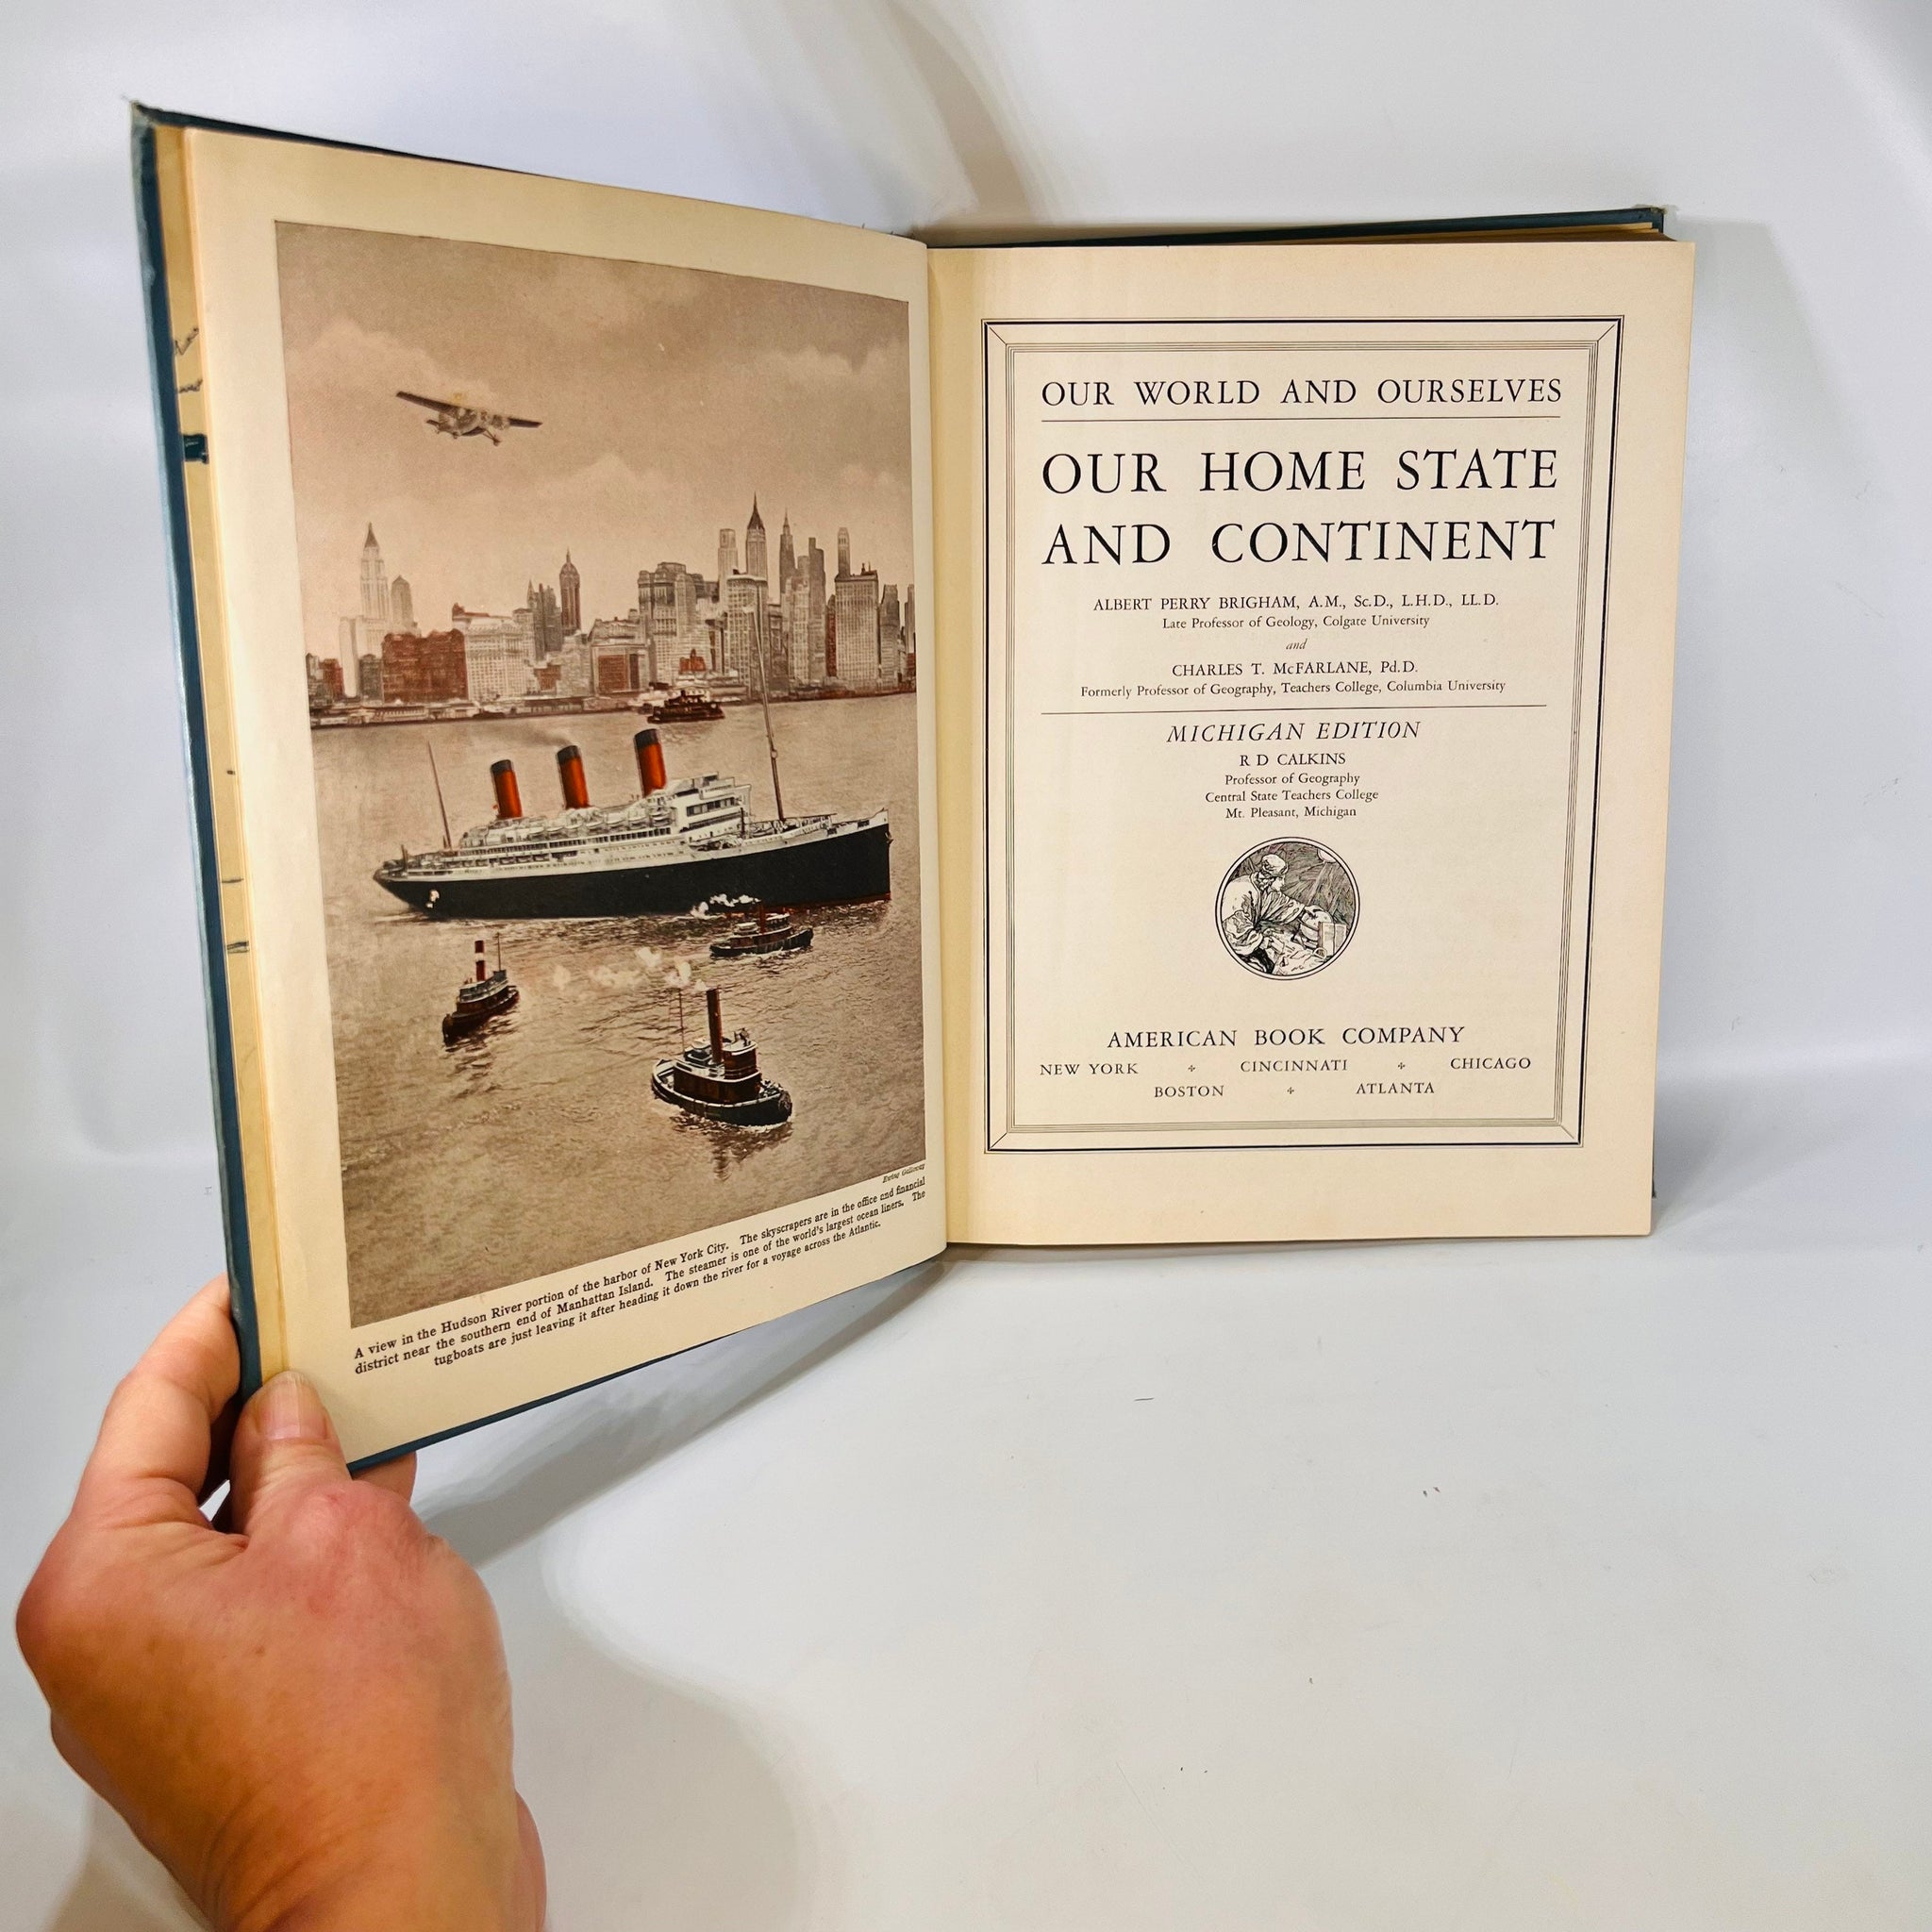 Ewing Galloway
A view in the Hudson River portion of the harbor of New York City. The skyscrapers are in the office and financial
district near the southern end of Manhattan Island. The steamer is one of the world's largest ocean liners. The
tugboats are just leaving it after heading it down the river for a voyage across the Atlantic.
OUR WORLD AND OURSELVES
OUR HOME STATE
AND CONTINENT
ALBERT PERRY BRIGHAM, A.M., Sc.D., L.H.D., LL.D.
Late Professor of Geology, Colgate University
and
CHARLES T. McFARLANE, Pd.D.
Formerly Professor of Geography, Teachers College, Columbia University
MICHIGAN EDITION
R D CALKINS
Professor of Geography
Central State Teachers College
Mt. Pleasant, Michigan
AMERICAN BOOK COMPANY
NEW YORK CINCINNATI CHICAGO
BOSTON ATLANTA